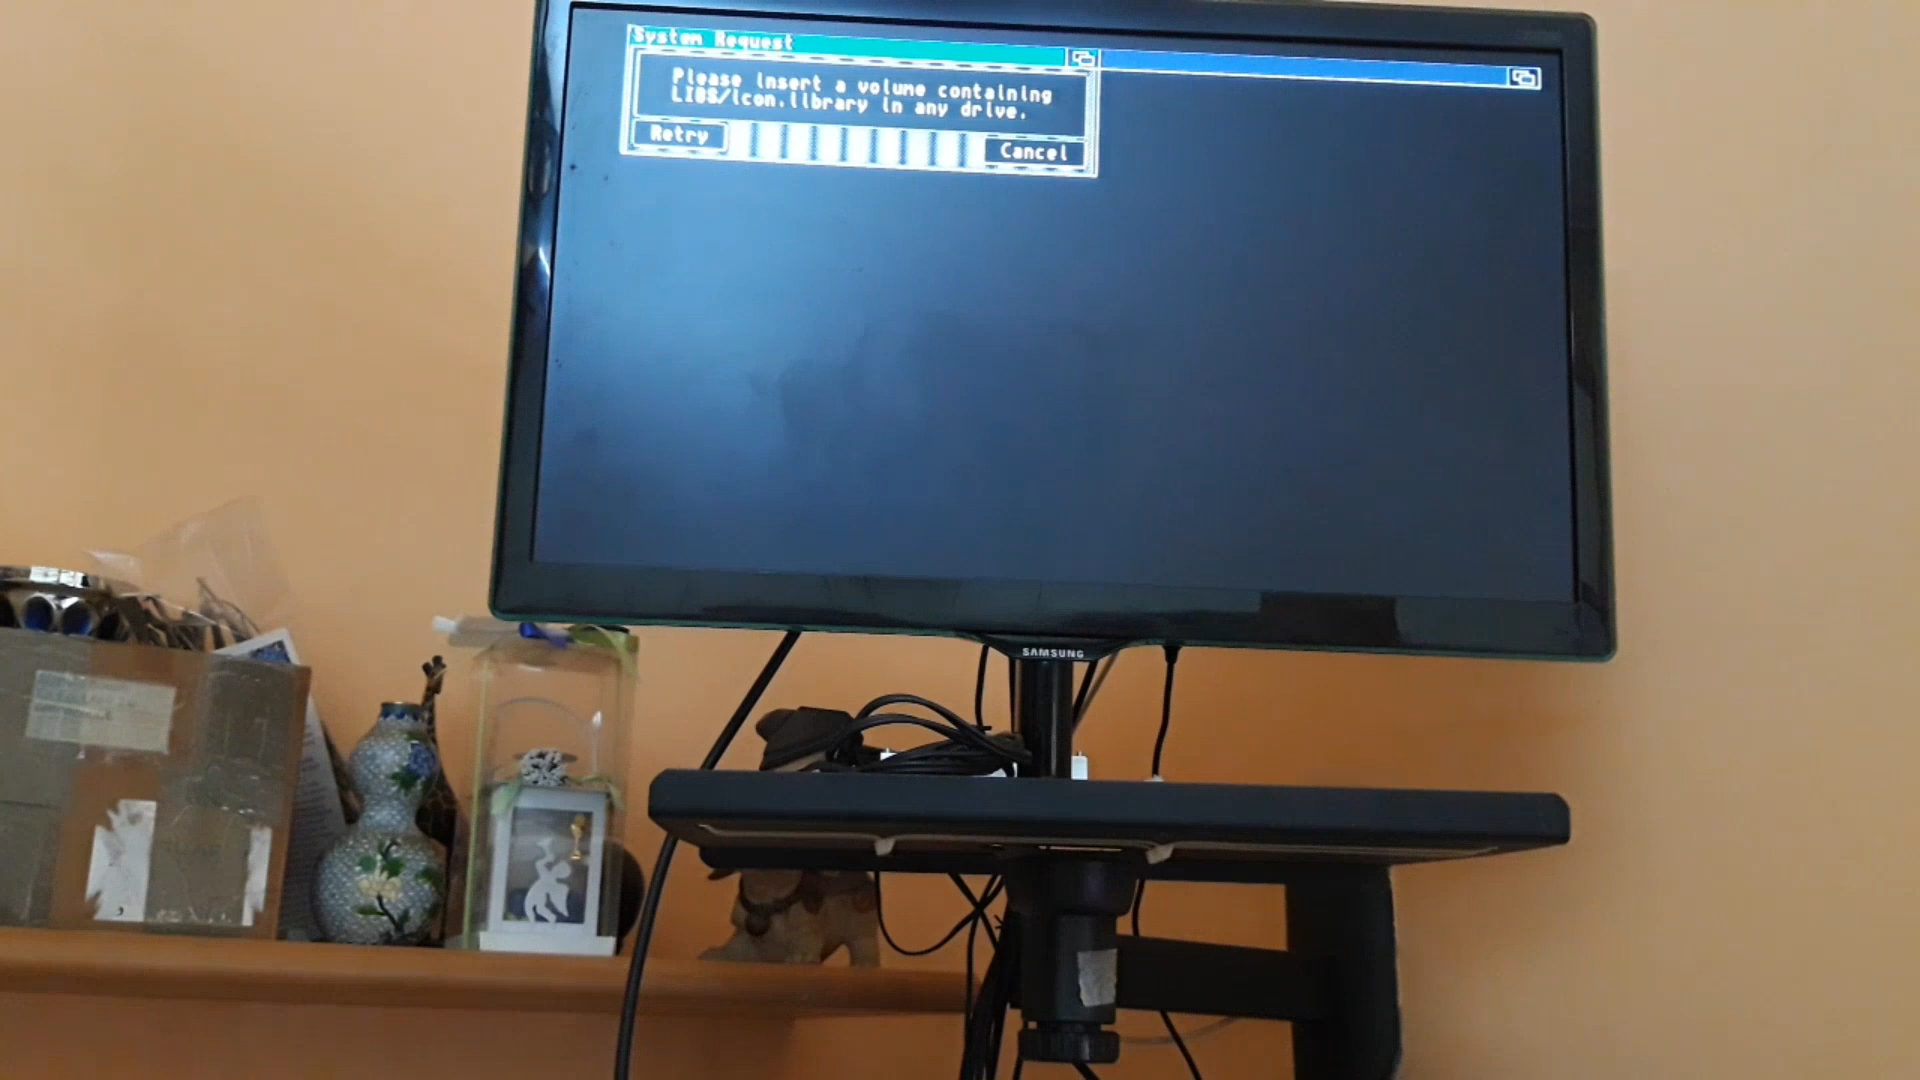 System Request
Please insert a volume containing
LIBS/icon.library in any drive.
Retry
Cancel
SAMSUNG